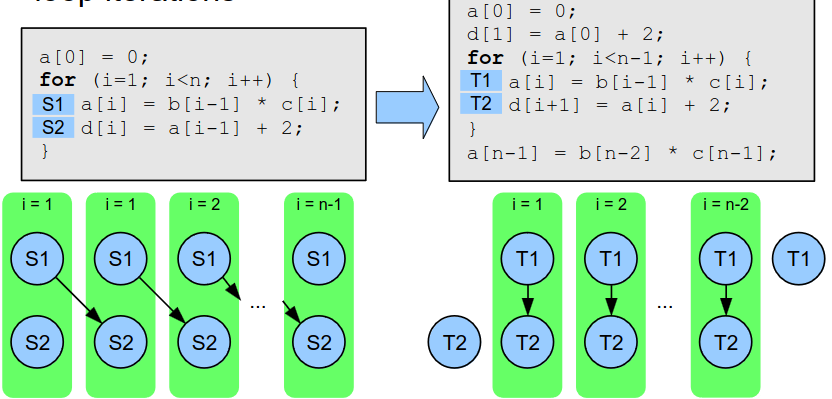 loop iterations
a[0] = 0;
for (i=1; i<n; i++) {
S1 a[i] = b[i-1] * c[i];
S2 d[i] = a[i-1] + 2;
}
a[0] = 0;
d[1] = a[0] + 2;
for (i=1; i<n-1; i++) {
T1 a[i] = b[i-1] * c[i];
T2 d[i+1] = a[i] + 2;
}
a[n-1] = b[n-2] * c[n-1];
i = 1 i = 1 i = 2 i = n-1
S1 S1 S1 S1
...
S2 S2 S2 S2
i = 1 i = 2 i = n-2
T1 T1 T1 T1
...
T2 T2 T2 T2